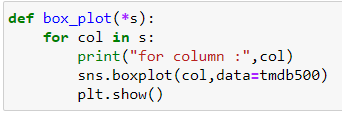 def box_plot(*s):
    for col in s:
        print("for column :",col)
        sns.boxplot(col,data=tmdb500)
        plt.show()